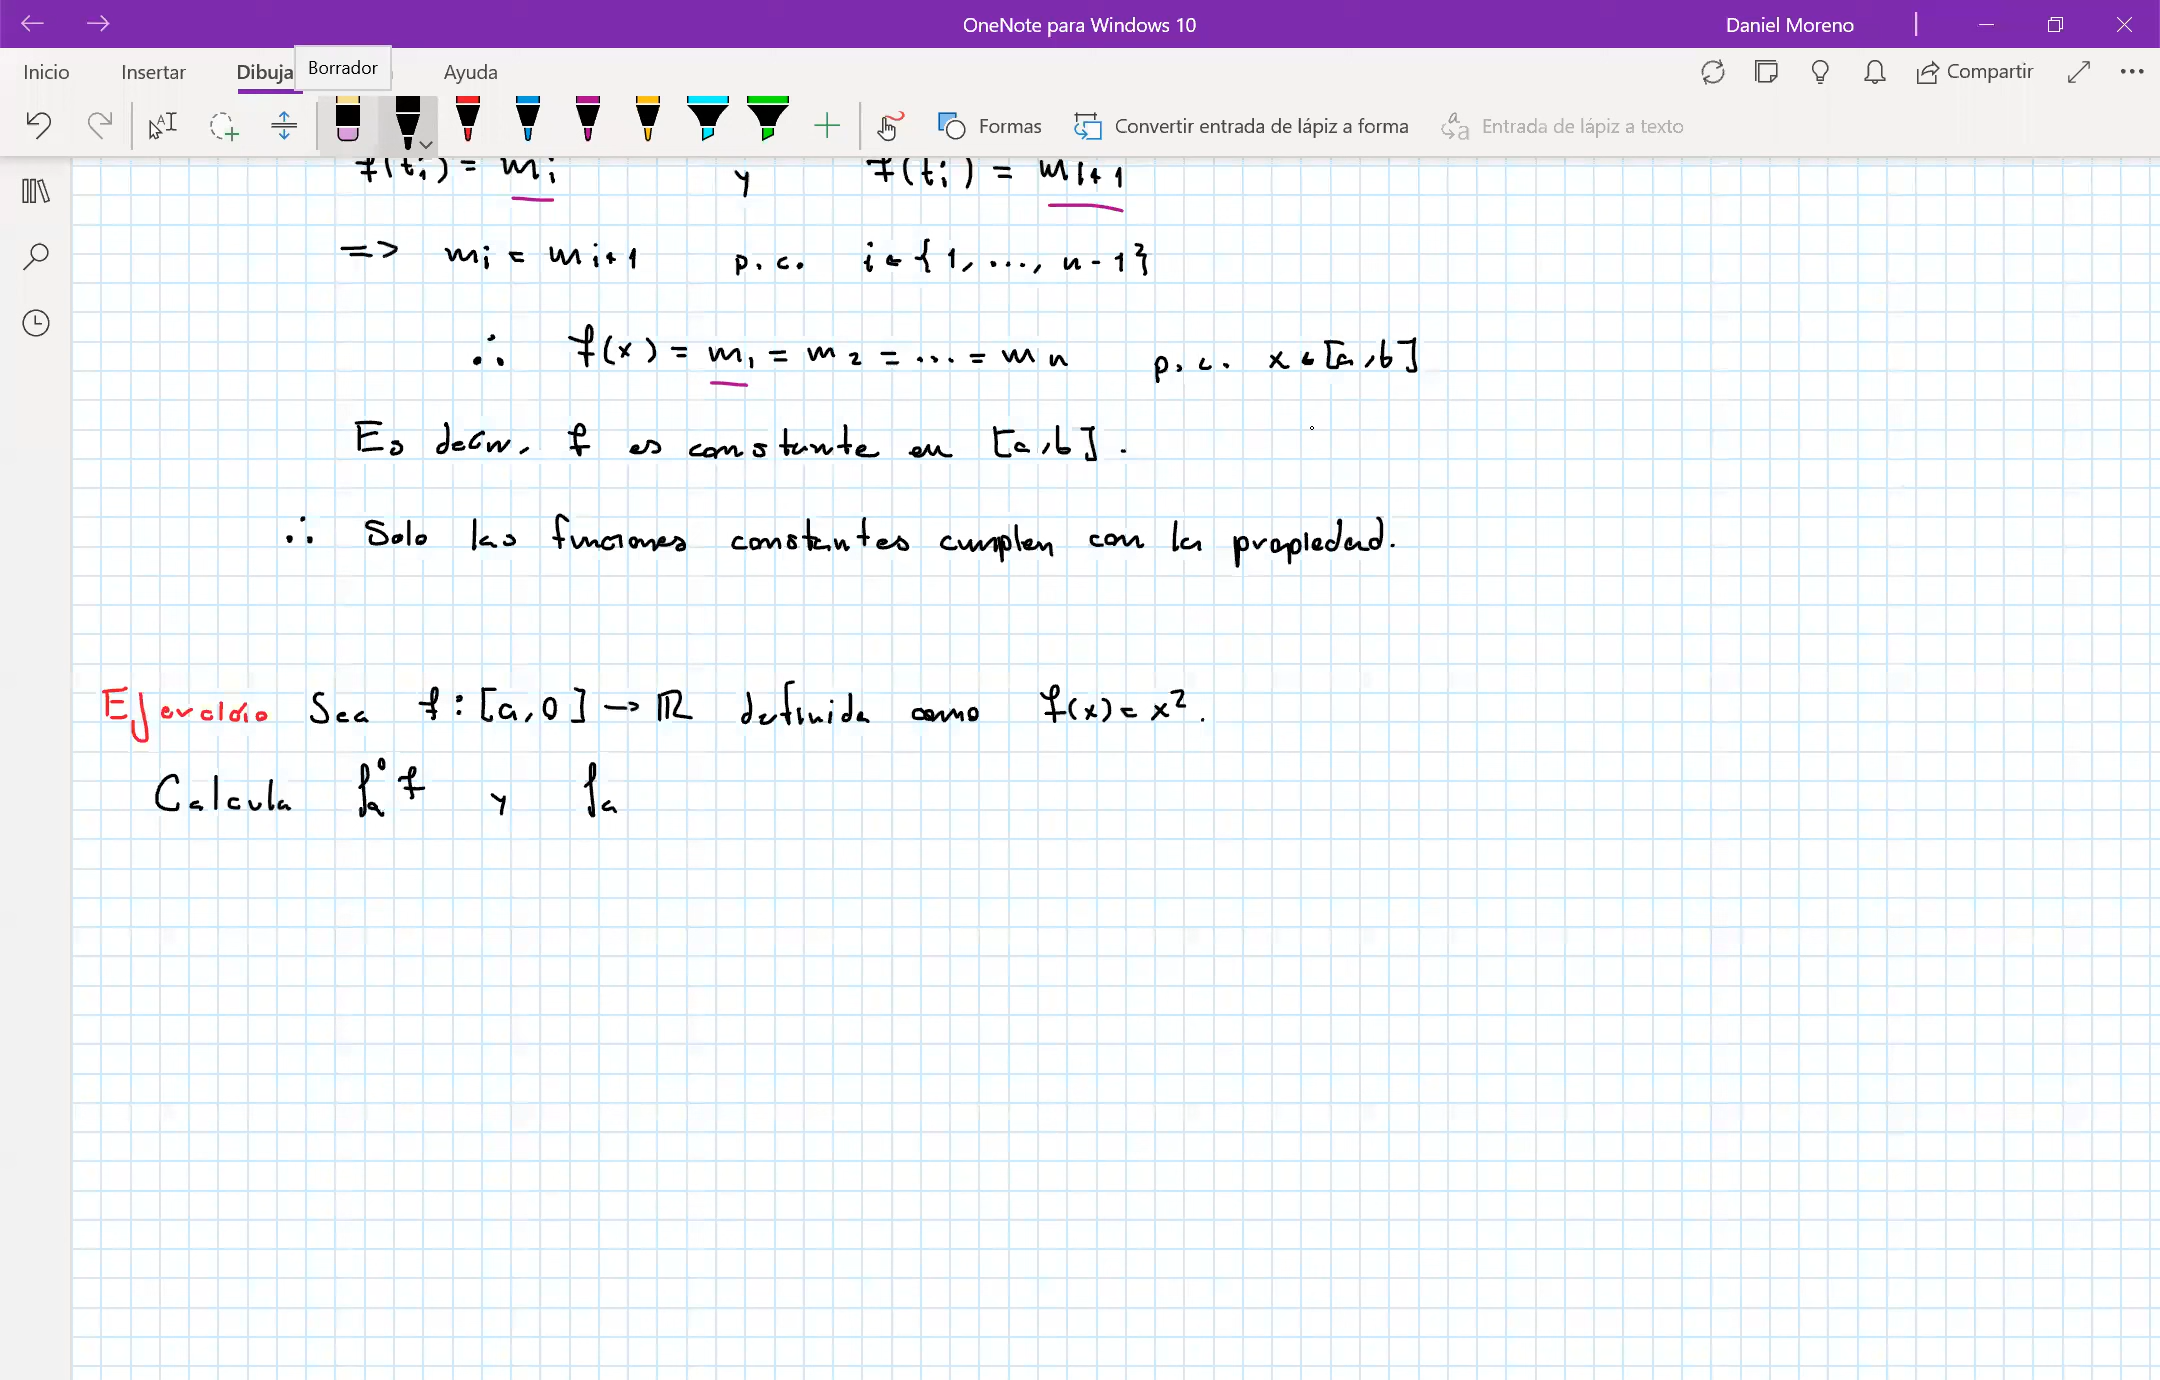 OneNote para Windows 10
Daniel Moreno
Inicio Insertar Dibuja Borrador Ayuda Compartir
Formas Convertir entrada de lápiz a forma Entrada de lápiz a texto
f(ti) = mi y f(ti) = mi+1
=> mi = mi+1 p.c. i ∈ {1, ..., n-1}
∴ f(x) = m1 = m2 = ... = mn p.c. x ∈ [a,b]
Es decir, f es constante en [a,b].
∴ Solo las funciones constantes cumplen con la propiedad.
Ejercicio Sea f: [a,0] → ℝ definida como f(x) = x².
Calcula ∫a⁰ f y ∫a